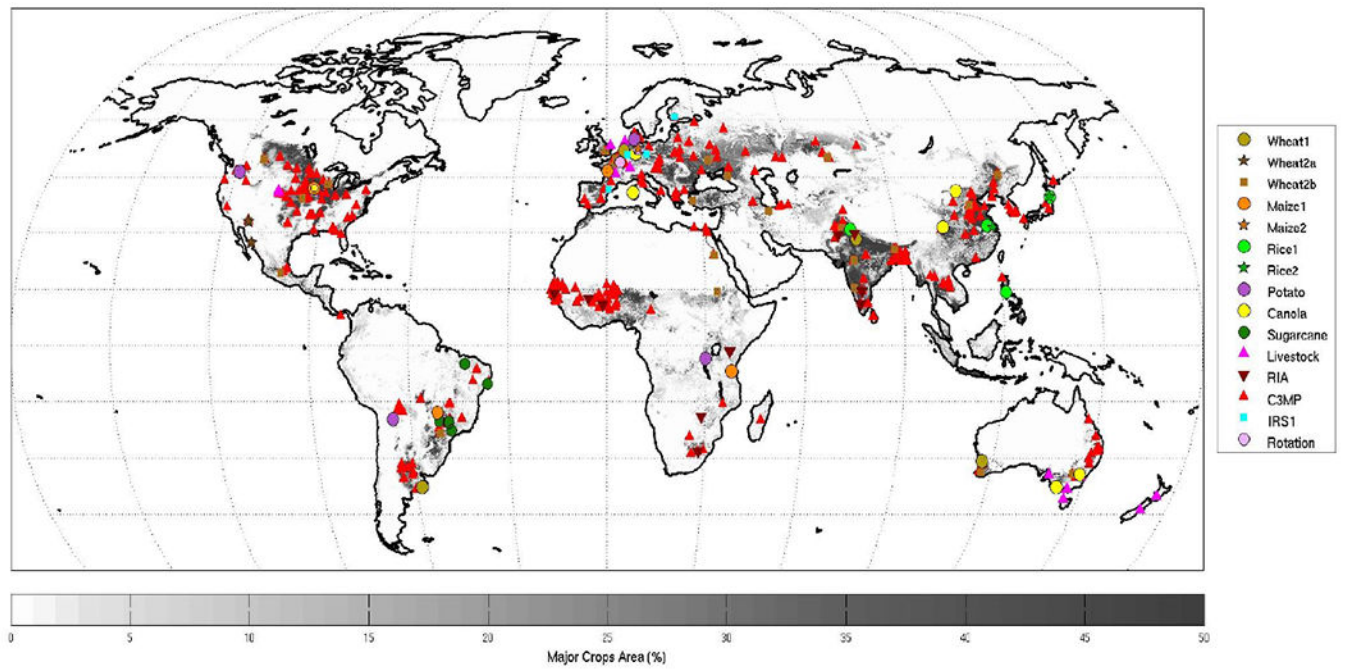 Wheat1
Wheat2a
Wheat2b
Maize1
Maize2
Rice1
Rice2
Potato
Canola
Sugarcane
Livestock
RIA
C3MP
IRS1
Rotation
0 5 10 15 20 25 30 35 40 45 50
Major Crops Area (%)